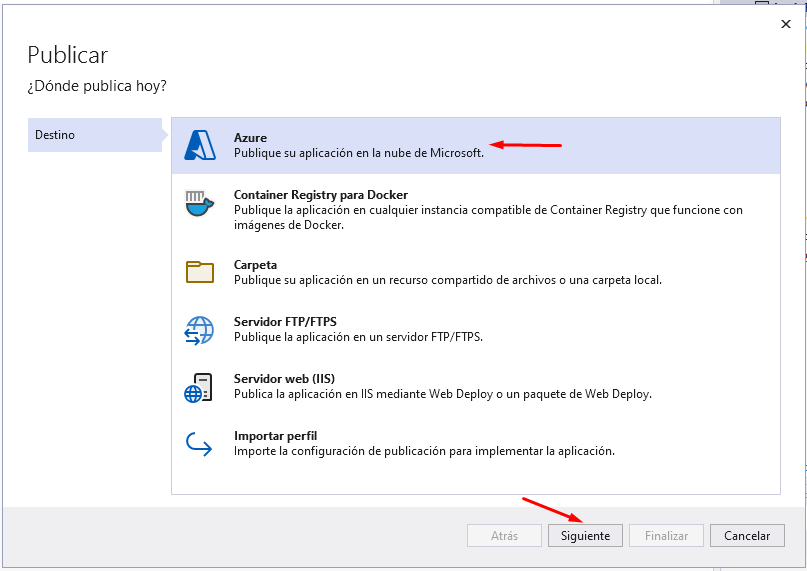 Publicar
¿Dónde publica hoy?
Destino
Azure
Publique su aplicación en la nube de Microsoft.
Container Registry para Docker
Publique la aplicación en cualquier instancia compatible de Container Registry que funcione con
imágenes de Docker.
Carpeta
Publique su aplicación en un recurso compartido de archivos o una carpeta local.
Servidor FTP/FTPS
Publique la aplicación en un servidor FTP/FTPS.
Servidor web (IIS)
Publica la aplicación en IIS mediante Web Deploy o un paquete de Web Deploy.
Importar perfil
Importe la configuración de publicación para implementar la aplicación.
Atrás
Siguiente
Finalizar
Cancelar